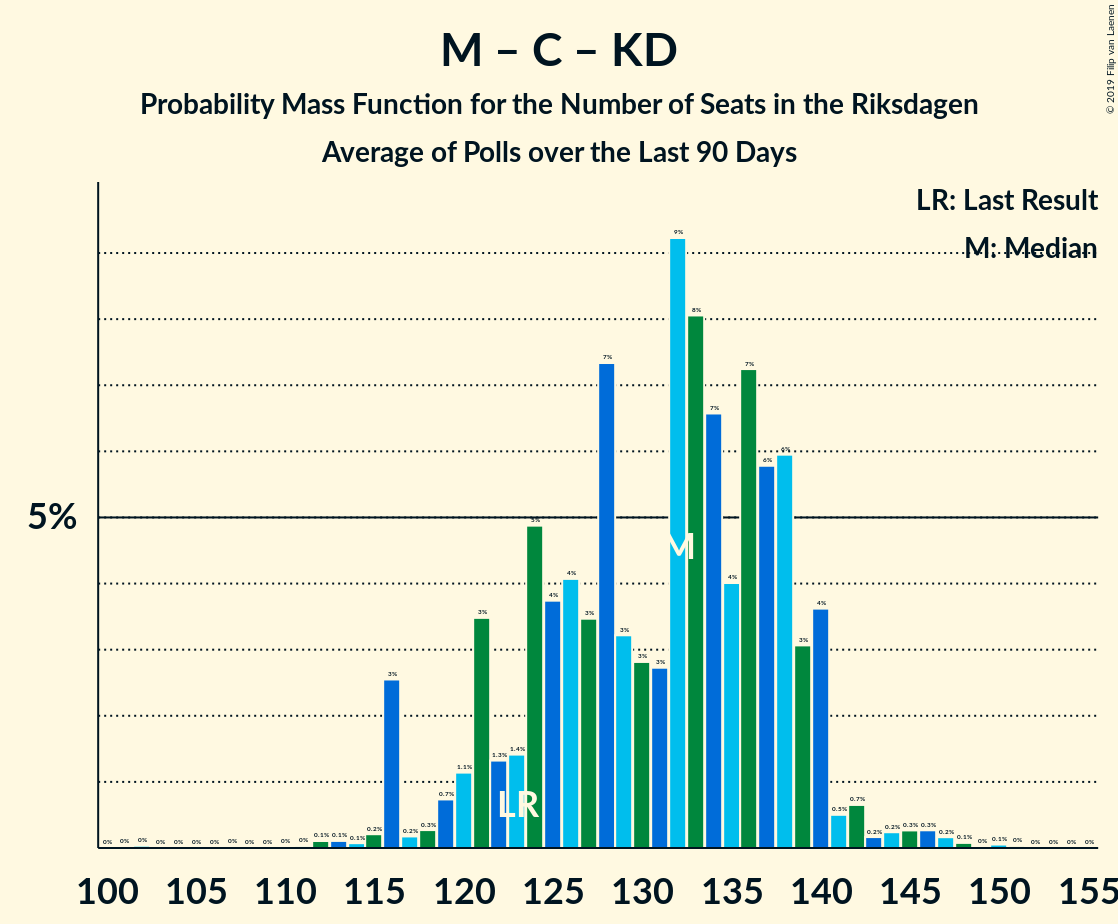 M – C – KD
Probability Mass Function for the Number of Seats in the Riksdagen
Average of Polls over the Last 90 Days
© 2019 Filip van Laenen
LR: Last Result
M: Median
5%
0% 0% 0% 0% 0% 0% 0% 0% 0% 0% 0% 0% 0.1% 0.1% 0.1% 0.2% 3% 0.2% 0.3% 0.7% 1.1% 3% 1.3% 1.4% 5% 4% 4% 3% 7% 3% 3% 3% 9% 8% 7% 4% 7% 6% 6% 3% 4% 0.5% 0.7% 0.2% 0.2% 0.3% 0.3% 0.2% 0.1% 0% 0.1% 0% 0% 0% 0% 0%
M
LR
100 105 110 115 120 125 130 135 140 145 150 155